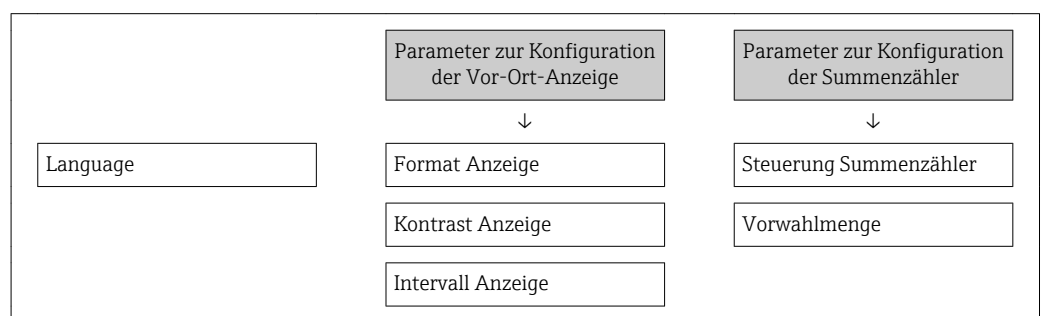 Parameter zur Konfiguration
der Vor-Ort-Anzeige
Parameter zur Konfiguration
der Summenzähler
↓
↓
Language
Format Anzeige
Steuerung Summenzähler
Kontrast Anzeige
Vorwahlmenge
Intervall Anzeige